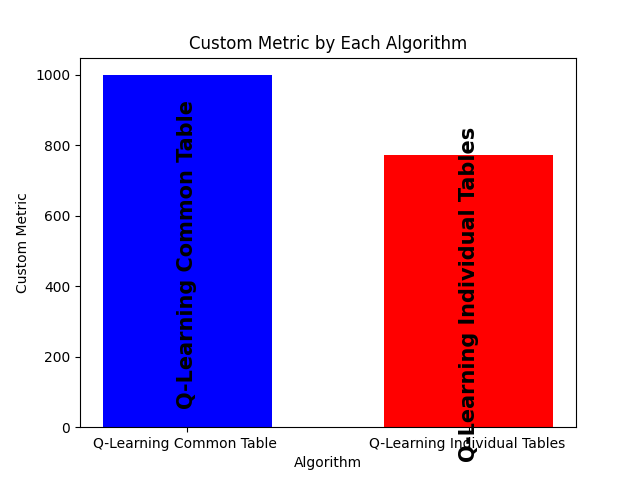 Custom Metric by Each Algorithm
Custom Metric
1000
800
600
400
200
0
Q-Learning Common Table
Q-Learning Individual Tables
Q-Learning Common Table
Q-Learning Individual Tables
Algorithm